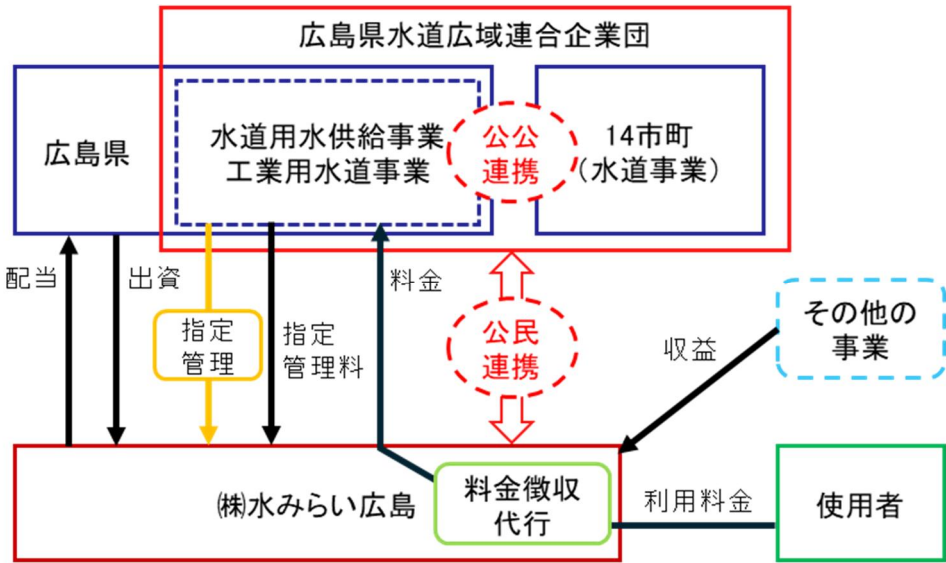 広島県水道広域連合企業団
広島県
水道用水供給事業
工業用水道事業
公公
連携
14市町
（水道事業）
配当
出資
指定
管理
指定
管理料
料金
公民
連携
収益
その他の
事業
㈱水みらい広島
料金徴収
代行
利用料金
使用者